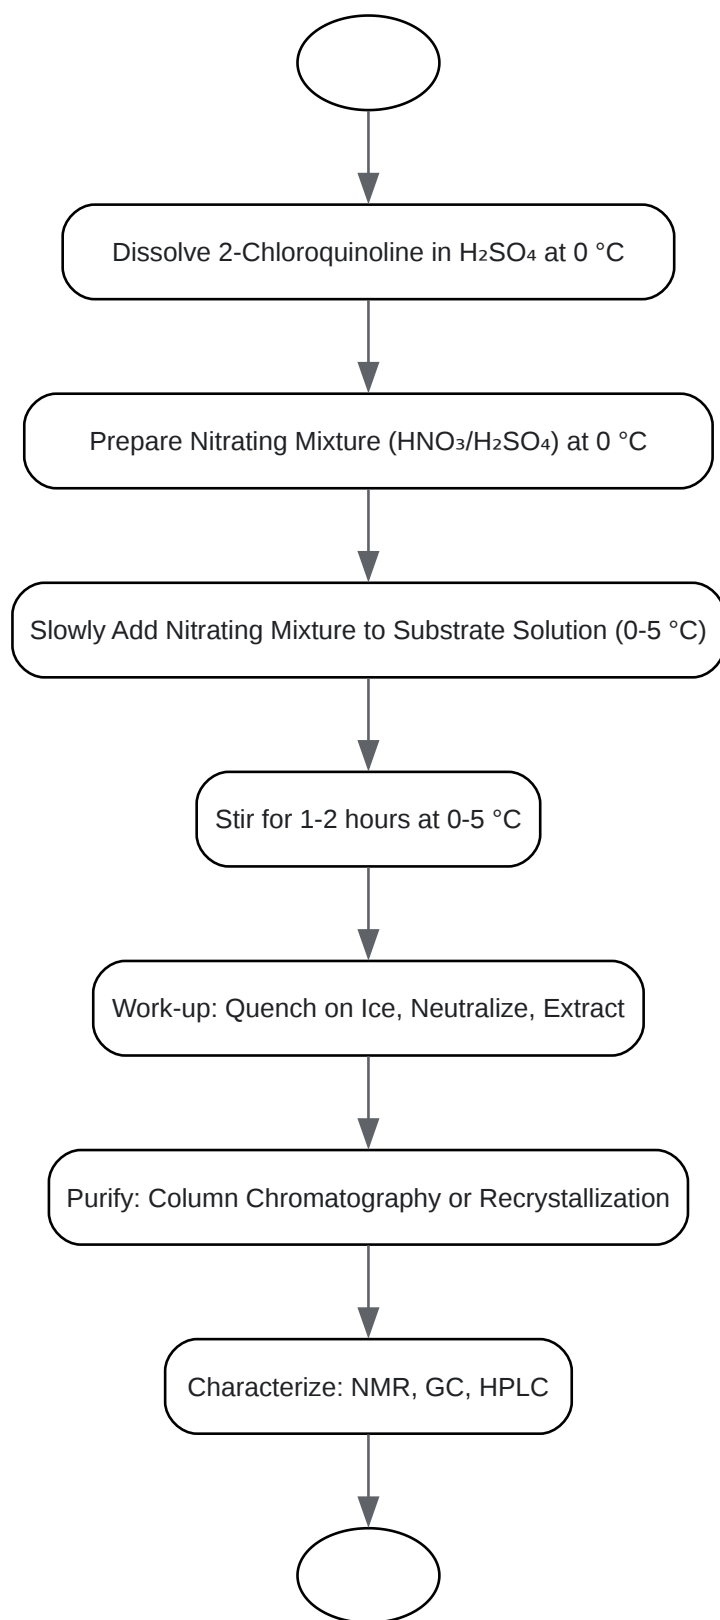 Dissolve 2-Chloroquinoline in H₂SO₄ at 0 °C
Prepare Nitrating Mixture (HNO₃/H₂SO₄) at 0 °C
Slowly Add Nitrating Mixture to Substrate Solution (0-5 °C)
Stir for 1-2 hours at 0-5 °C
Work-up: Quench on Ice, Neutralize, Extract
Purify: Column Chromatography or Recrystallization
Characterize: NMR, GC, HPLC